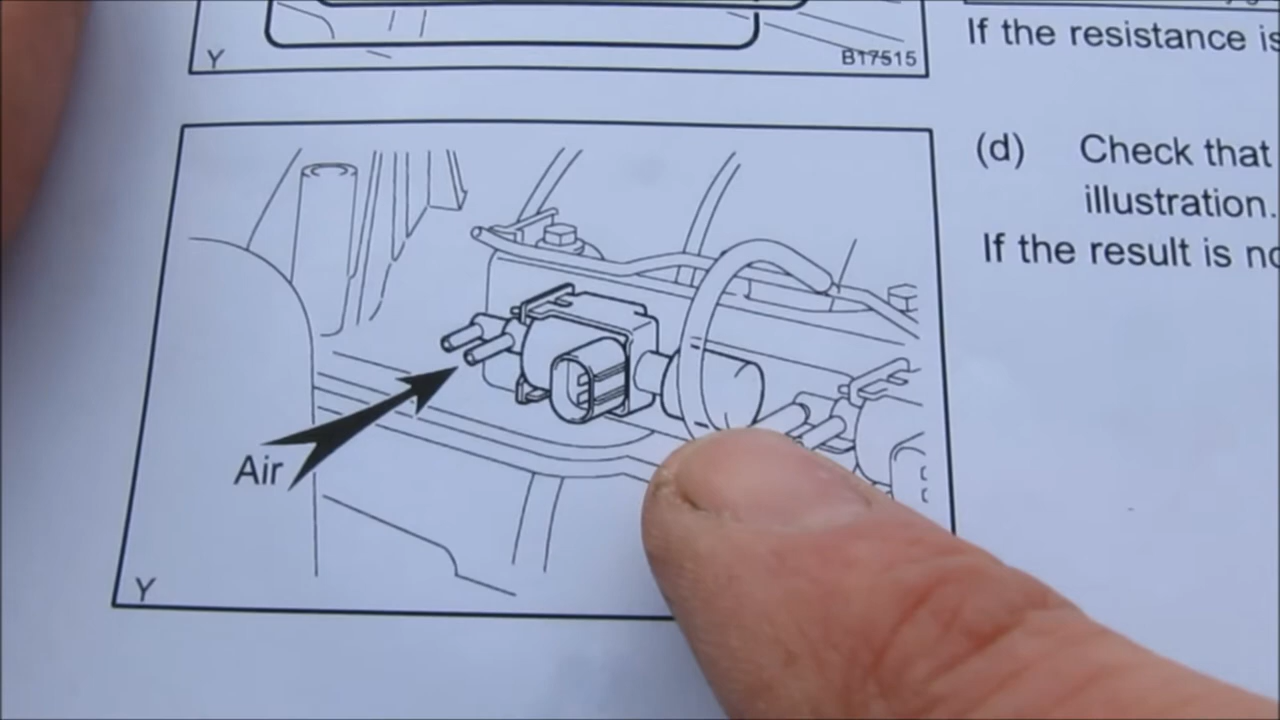 Y
B17515
If the resistance is
(d) Check that
illustration.
If the result is no
Air
Y